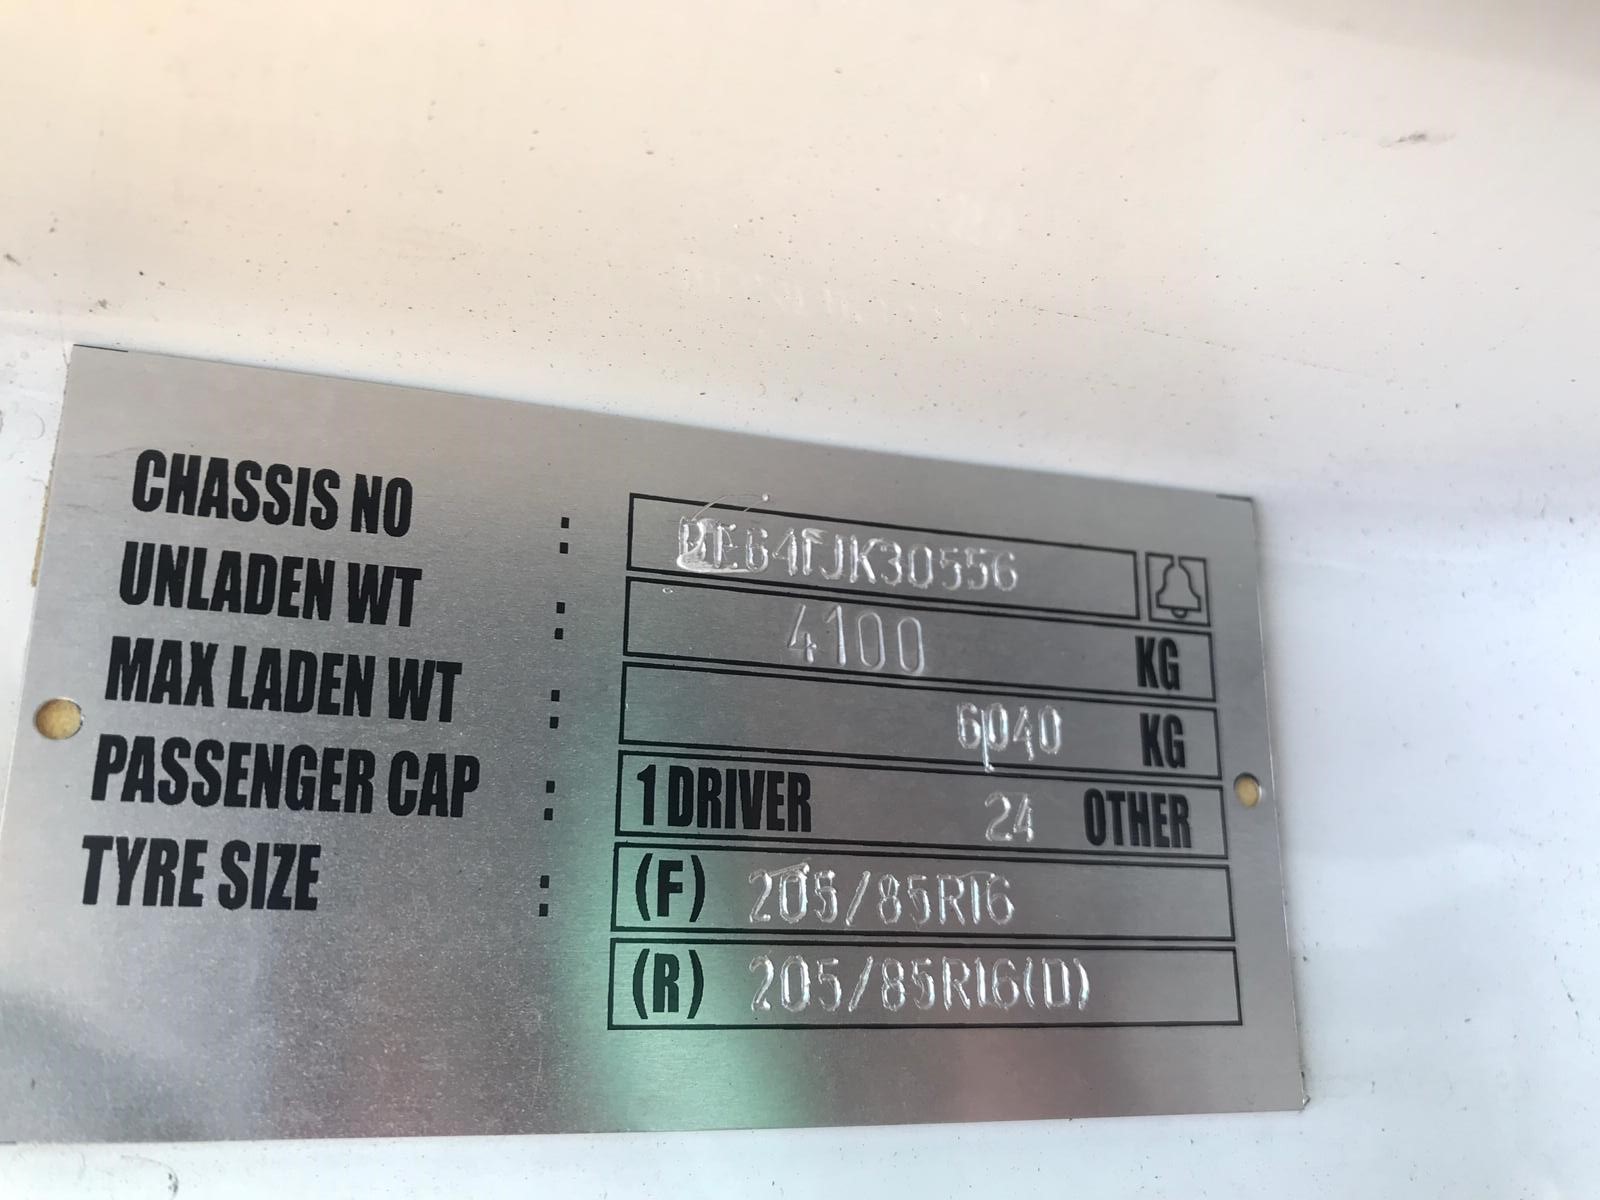 CHASSIS NO : BE64TJK30556
UNLADEN WT : 4100 KG
MAX LADEN WT : 6040 KG
PASSENGER CAP : 1 DRIVER 24 OTHER
TYRE SIZE : (F) 205/85R16
(R) 205/85R16(D)